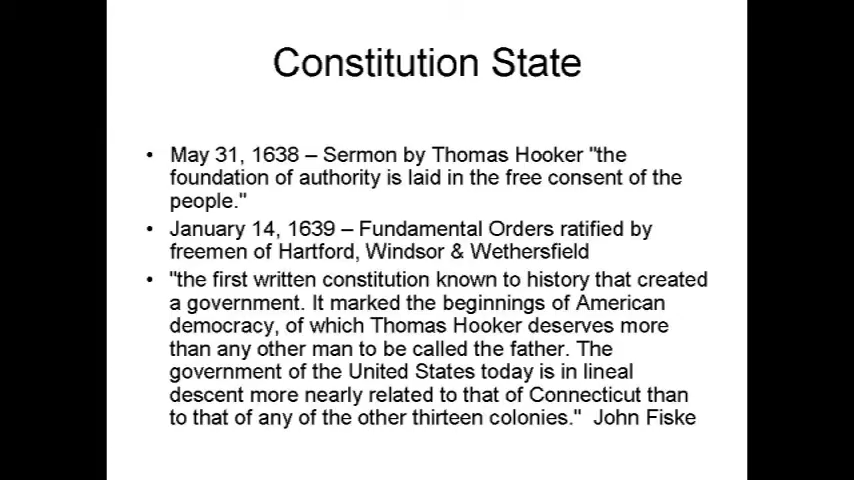 Constitution State
• May 31, 1638 – Sermon by Thomas Hooker "the
foundation of authority is laid in the free consent of the
people."
• January 14, 1639 – Fundamental Orders ratified by
freemen of Hartford, Windsor & Wethersfield
• "the first written constitution known to history that created
a government. It marked the beginnings of American
democracy, of which Thomas Hooker deserves more
than any other man to be called the father. The
government of the United States today is in lineal
descent more nearly related to that of Connecticut than
to that of any of the other thirteen colonies." John Fiske